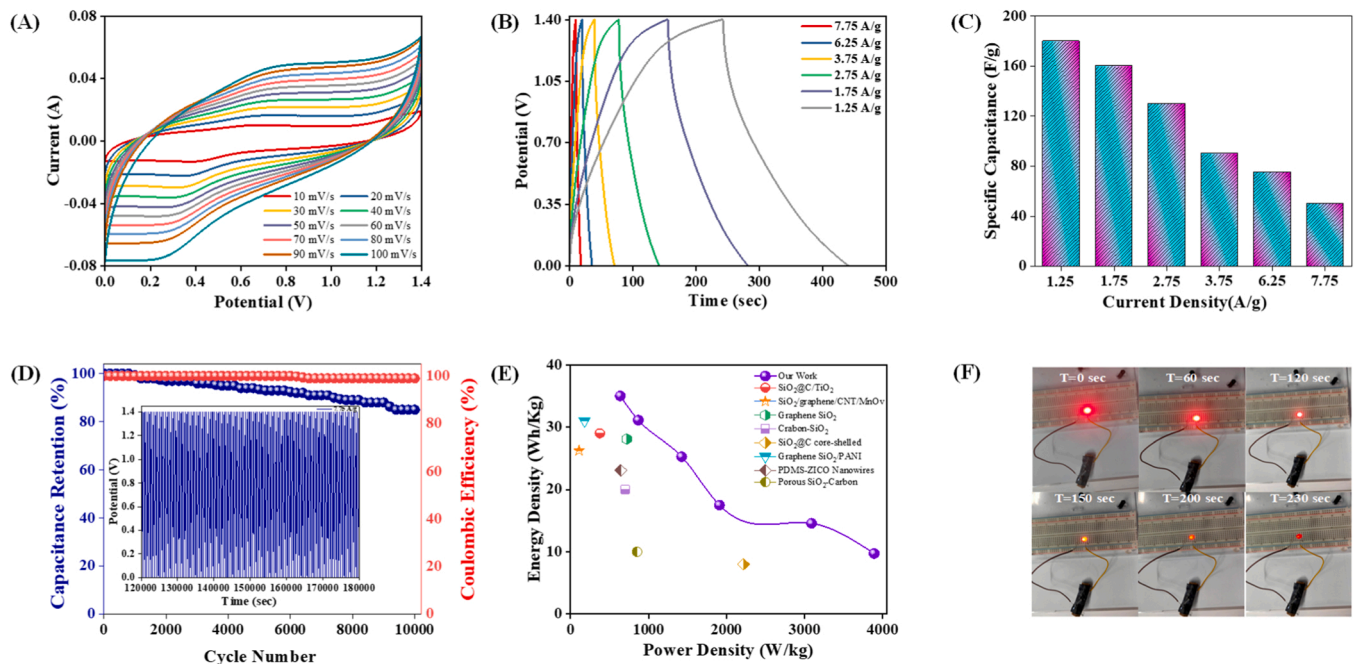 (A)
0.08
0.04
0.00
-0.04
-0.08
Current (A)
10 mV/s
20 mV/s
30 mV/s
40 mV/s
50 mV/s
60 mV/s
70 mV/s
80 mV/s
90 mV/s
100 mV/s
0.0
0.2
0.4
0.6
0.8
1.0
1.2
1.4
Potential (V)
(B)
1.40
1.05
0.70
0.35
0.00
Potential (V)
7.75 A/g
6.25 A/g
3.75 A/g
2.75 A/g
1.75 A/g
1.25 A/g
0
100
200
300
400
500
Time (sec)
(C)
200
160
120
80
40
0
Specific Capacitance (F/g)
1.25
1.75
2.75
3.75
6.25
7.75
Current Density(A/g)
(D)
100
80
60
40
20
0
Capacitance Retention (%)
1.4
1.2
1.0
0.8
0.6
0.4
0.2
0.0
Potential (V)
120000
130000
140000
150000
160000
170000
180000
Time (sec)
100
80
60
40
20
0
Coulombic Efficiency (%)
0
2000
4000
6000
8000
10000
Cycle Number
(E)
40
30
20
10
0
Energy Density (Wh/Kg)
Our Work
SiO₂@C/TiO₂
SiO₂/graphene/CNT/MnOv
Graphene SiO₂
Crabon-SiO₂
SiO₂@C core-shelled
Graphene SiO₂/PANI
PDMS-ZICO Nanowires
Porous SiO₂-Carbon
0
1000
2000
3000
4000
Power Density (W/kg)
(F)
T=0 sec
T=60 sec
T=120 sec
T=150 sec
T=200 sec
T=230 sec